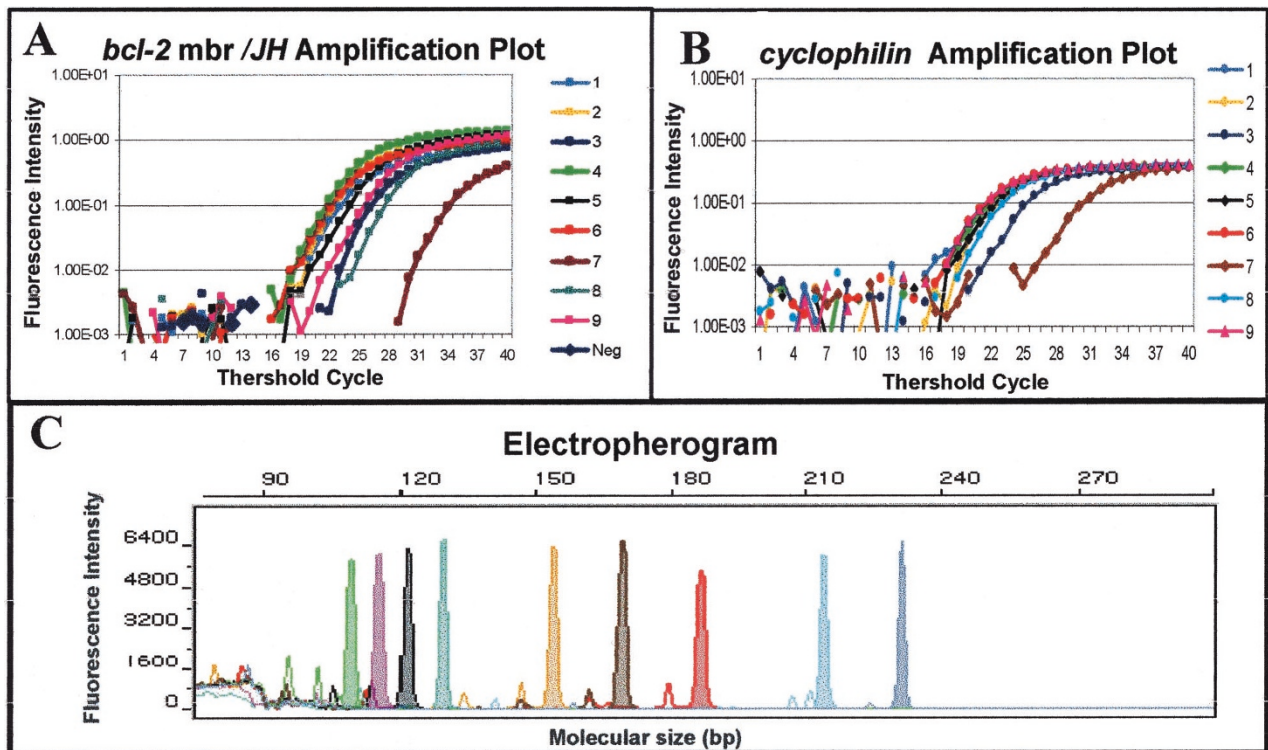 A
bcl-2 mbr /JH Amplification Plot
Fluorescence Intensity
1.00E+01
1.00E+00
1.00E-01
1.00E-02
1.00E-03
1 4 7 10 13 16 19 22 25 28 31 34 37 40
Thershold Cycle
1
2
3
4
5
6
7
8
9
Neg
B
cyclophilin Amplification Plot
Fluorescence Intensity
1.00E+01
1.00E+00
1.00E-01
1.00E-02
1.00E-03
1 4 7 10 13 16 19 22 25 28 31 34 37 40
Thershold Cycle
1
2
3
4
5
6
7
8
9
C
Electropherogram
90 120 150 180 210 240 270
Fluorescence Intensity
6400
4800
3200
1600
0
Molecular size (bp)